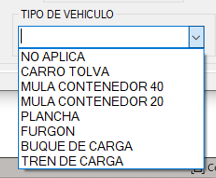 TIPO DE VEHICULO
NO APLICA
CARRO TOLVA
MULA CONTENEDOR 40
MULA CONTENEDOR 20
PLANCHA
FURGON
BUQUE DE CARGA
TREN DE CARGA